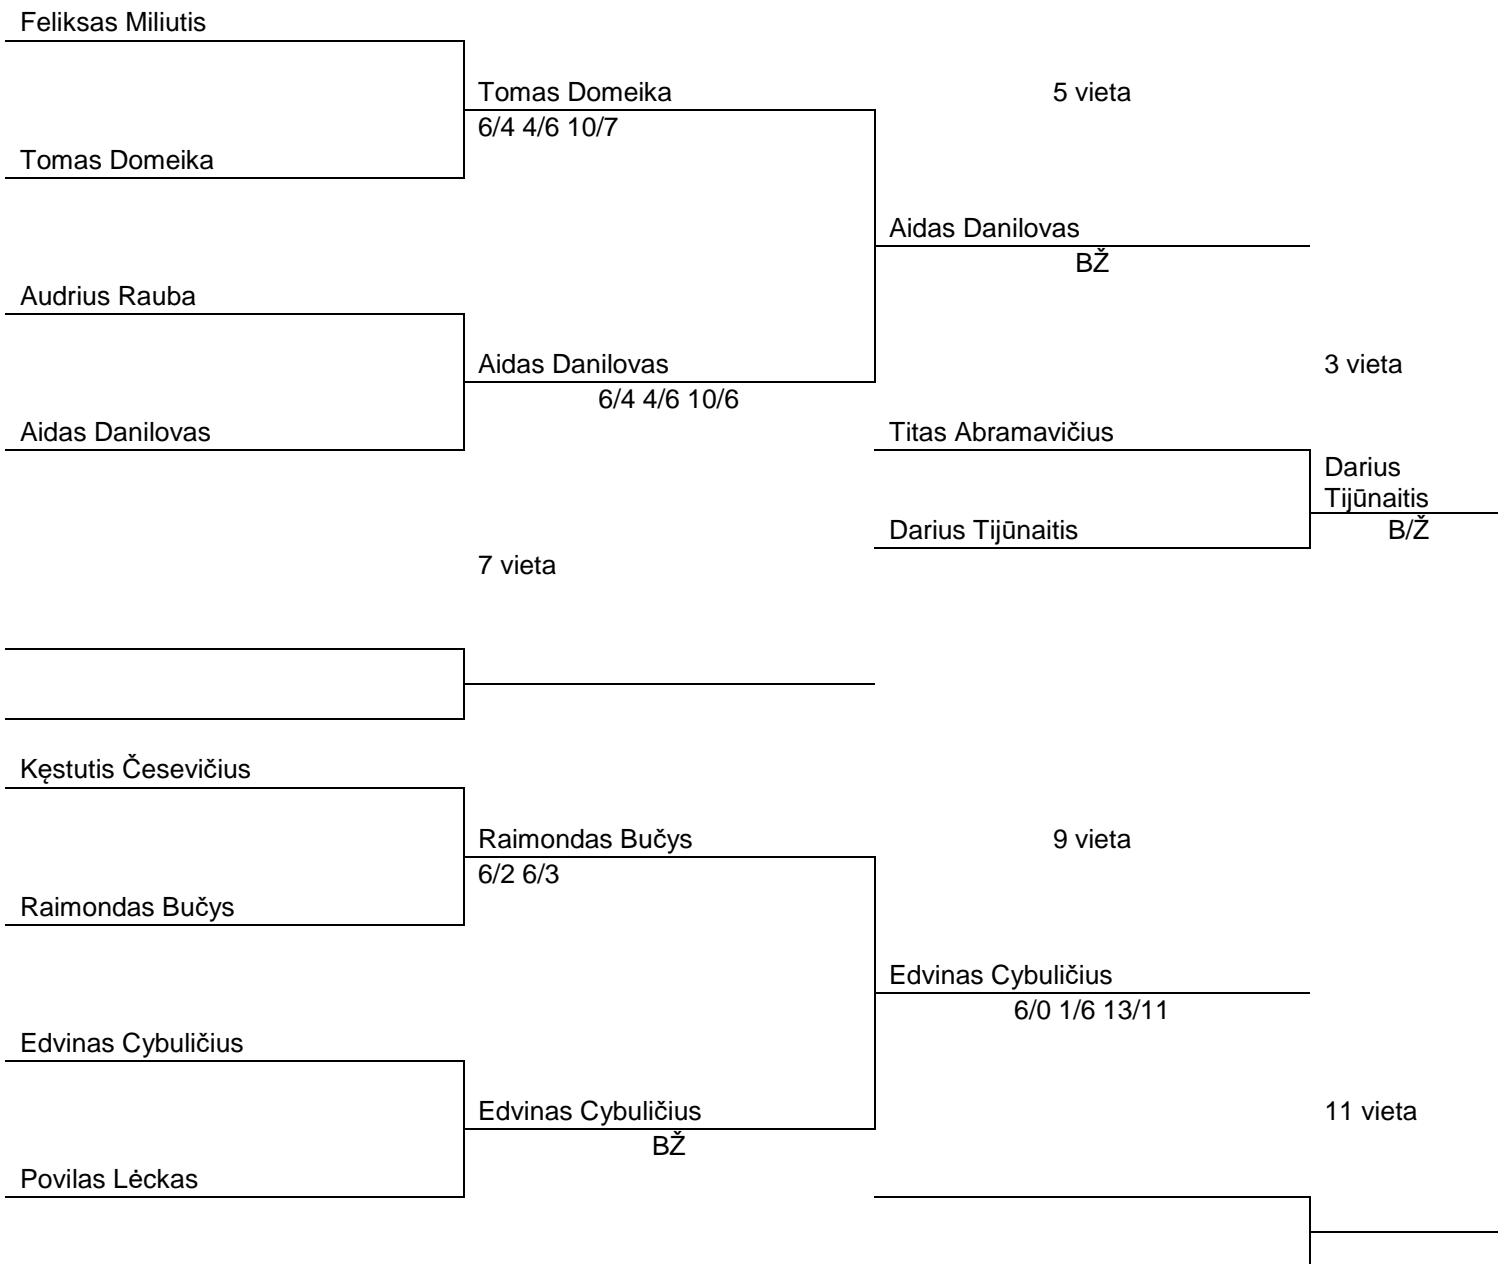 Feliksas Miliutis
Tomas Domeika
5 vieta
6/4 4/6 10/7
Tomas Domeika
Aidas Danilovas
BŽ
Audrius Rauba
Aidas Danilovas
3 vieta
6/4 4/6 10/6
Aidas Danilovas
Titas Abramavičius
Darius
Tijūnaitis
Darius Tijūnaitis
B/Ž
7 vieta
Kęstutis Česevičius
Raimondas Bučys
9 vieta
6/2 6/3
Raimondas Bučys
Edvinas Cybuličius
6/0 1/6 13/11
Edvinas Cybuličius
Edvinas Cybuličius
11 vieta
BŽ
Povilas Lėckas